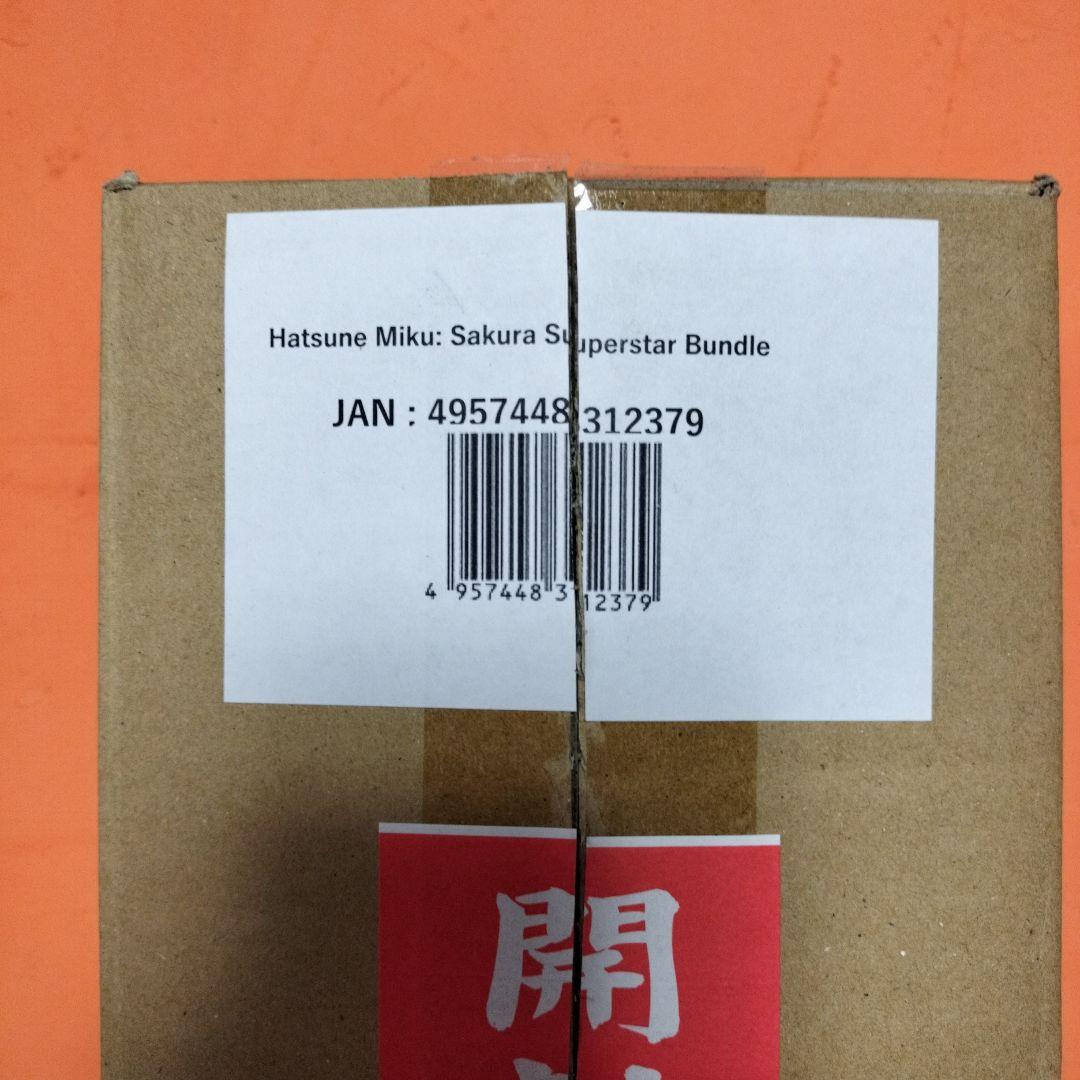 Hatsune Miku: Sakura Superstar Bundle
JAN : 4957448312379
4 957448 312379
開